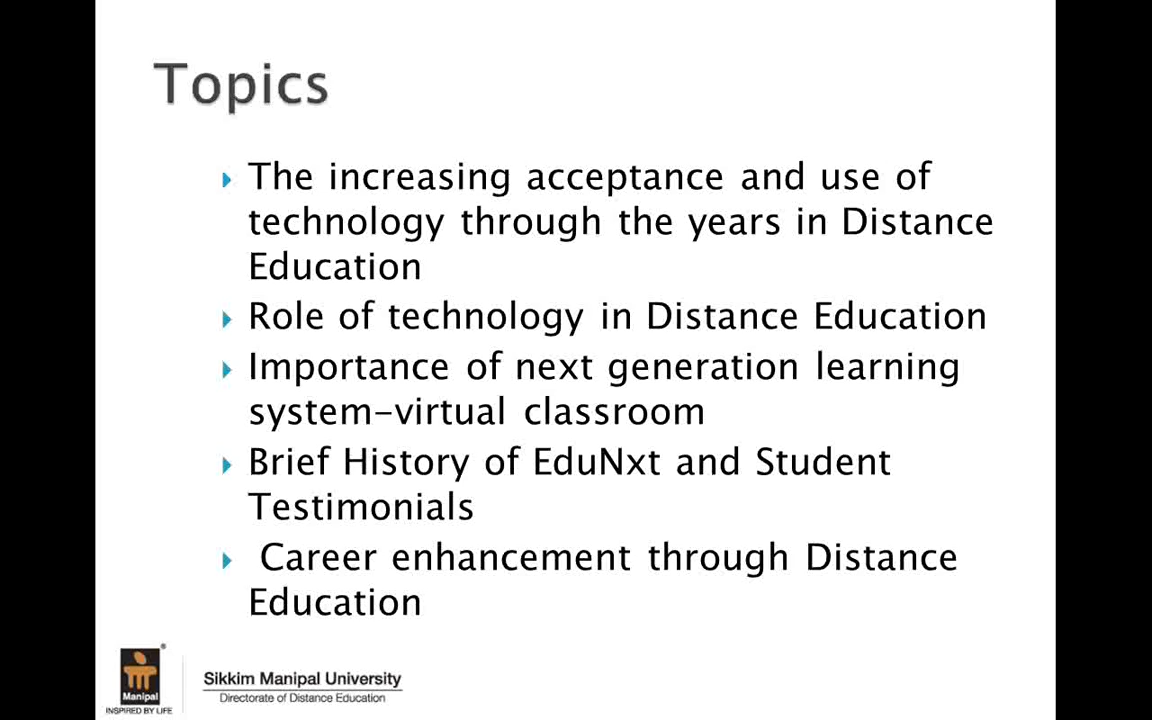 Topics
The increasing acceptance and use of
technology through the years in Distance
Education
Role of technology in Distance Education
Importance of next generation learning
system-virtual classroom
Brief History of EduNxt and Student
Testimonials
Career enhancement through Distance
Education
Manipal
INSPIRED BY LIFE
Sikkim Manipal University
Directorate of Distance Education